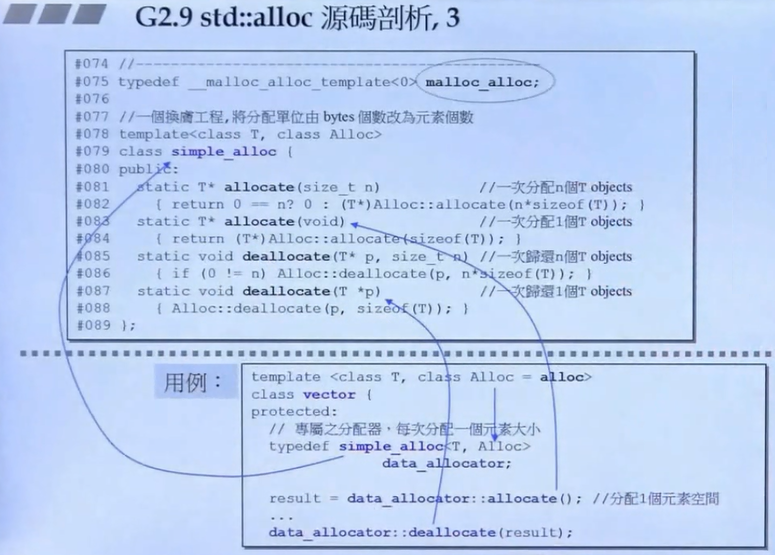 G2.9 std::alloc 源碼剖析, 3
#074 //----------------------------------------------------
#075 typedef __malloc_alloc_template<0> malloc_alloc;
#076
#077 //一個換膚工程,將分配單位由 bytes 個數改為元素個數
#078 template<class T, class Alloc>
#079 class simple_alloc {
#080 public:
#081 static T* allocate(size_t n) //一次分配n個T objects
#082 { return 0 == n? 0 : (T*)Alloc::allocate(n*sizeof(T)); }
#083 static T* allocate(void) //一次分配1個T objects
#084 { return (T*)Alloc::allocate(sizeof(T)); }
#085 static void deallocate(T* p, size_t n) //一次歸還n個T objects
#086 { if (0 != n) Alloc::deallocate(p, n*sizeof(T)); }
#087 static void deallocate(T *p) //一次歸還1個T objects
#088 { Alloc::deallocate(p, sizeof(T)); }
#089 };
用例：
template <class T, class Alloc = alloc>
class vector {
protected:
// 專屬之分配器，每次分配一個元素大小
typedef simple_alloc<T, Alloc>
data_allocator;
result = data_allocator::allocate(); //分配1個元素空間
...
data_allocator::deallocate(result);